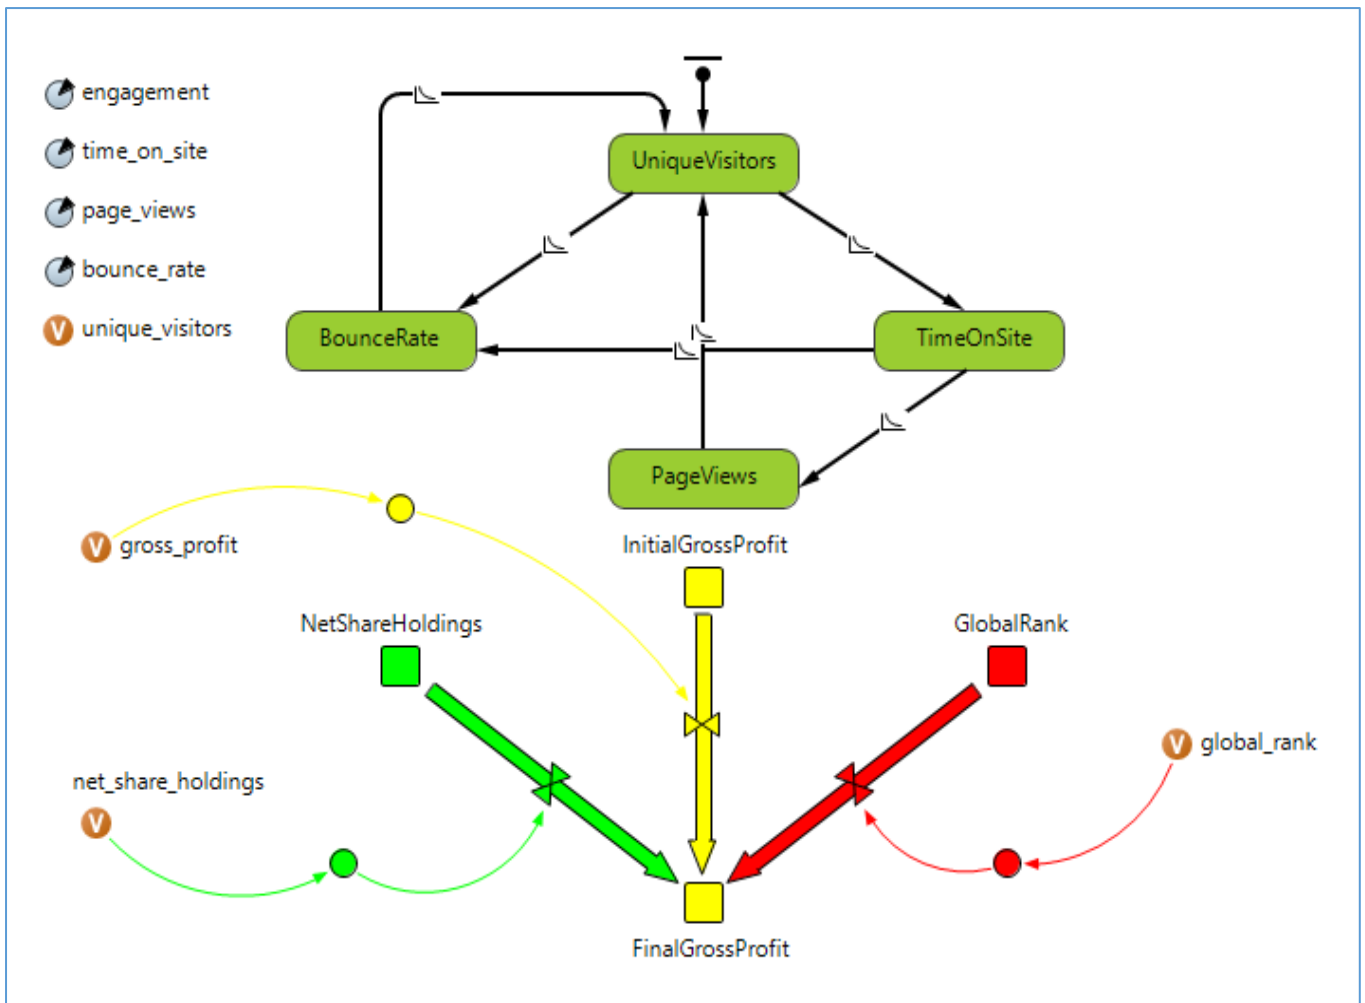 engagement
time_on_site
page_views
bounce_rate
V unique_visitors
UniqueVisitors
BounceRate
TimeOnSite
PageViews
V gross_profit
InitialGrossProfit
NetShareHoldings
GlobalRank
V global_rank
net_share_holdings
V
FinalGrossProfit